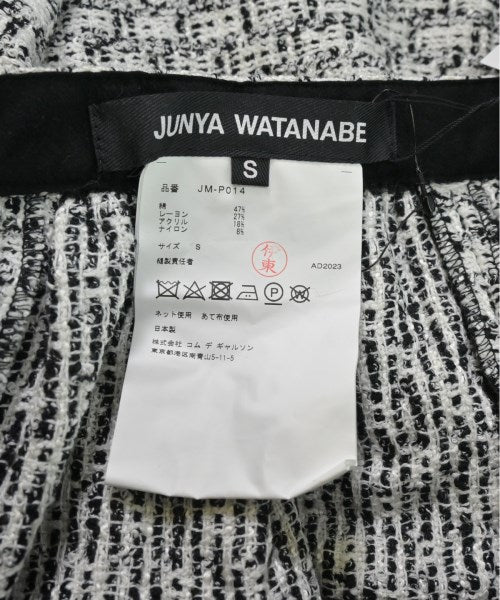 JUNYA WATANABE
S
品番 JM-P014
綿 47%
レーヨン 27%
アクリル 18%
ナイロン 8%
サイズ S
縫製責任者 伊東 AD2023
P
ネット使用 あて布使用
日本製
株式会社 コム デ ギャルソン
東京都港区南青山5-11-5